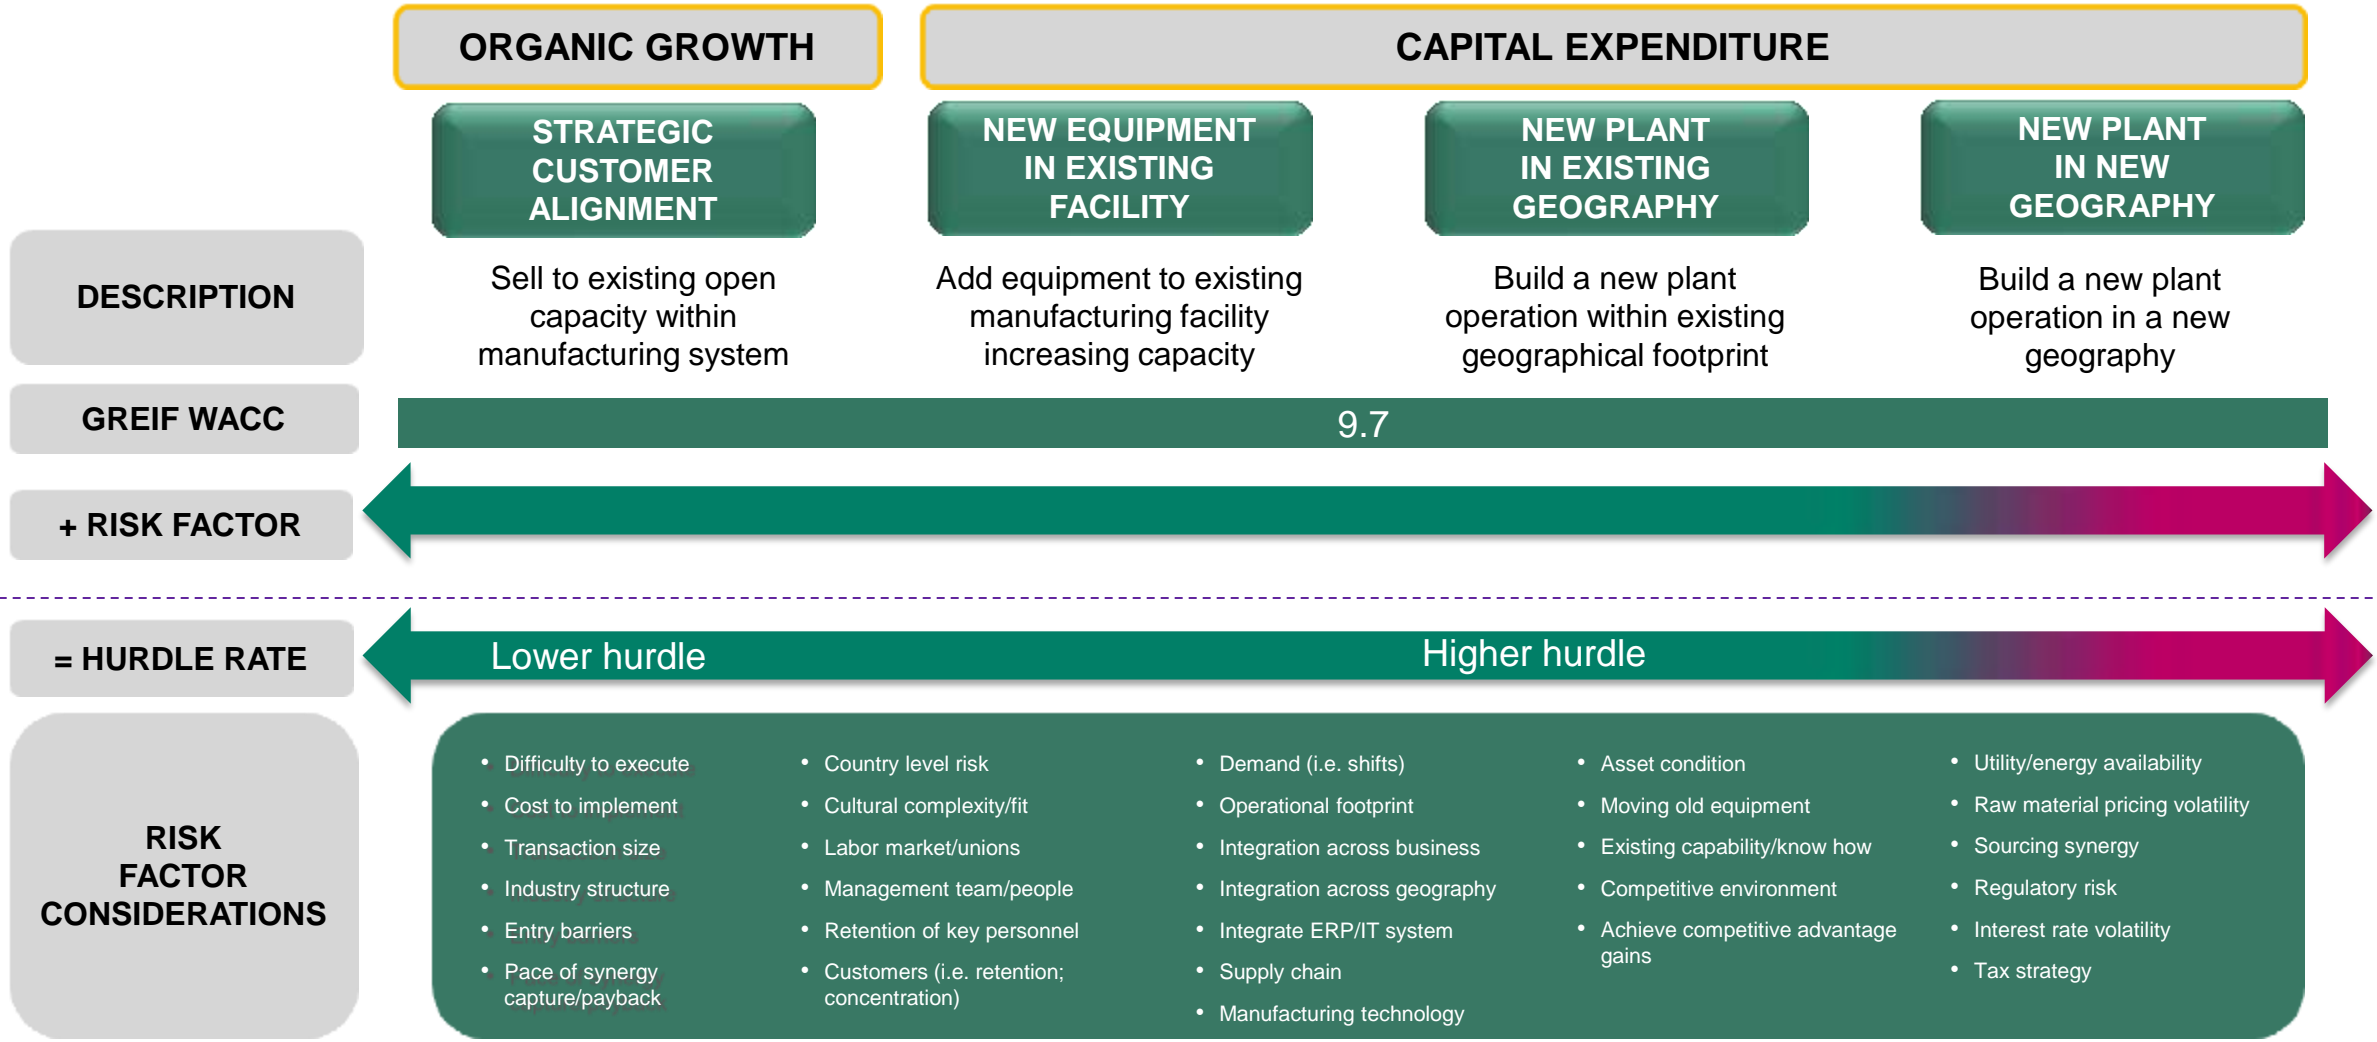 ORGANIC GROWTH
CAPITAL EXPENDITURE
STRATEGIC
CUSTOMER
ALIGNMENT
NEW EQUIPMENT
IN EXISTING
FACILITY
NEW PLANT
IN EXISTING
GEOGRAPHY
NEW PLANT
IN NEW
GEOGRAPHY
DESCRIPTION
Sell to existing open
capacity within
manufacturing system
Add equipment to existing
manufacturing facility
increasing capacity
Build a new plant
operation within existing
geographical footprint
Build a new plant
operation in a new
geography
GREIF WACC
9.7
+ RISK FACTOR
= HURDLE RATE
Lower hurdle
Higher hurdle
RISK
FACTOR
CONSIDERATIONS
• Difficulty to execute
• Cost to implement
• Transaction size
• Industry structure
• Entry barriers
• Pace of synergy
capture/payback
• Country level risk
• Cultural complexity/fit
• Labor market/unions
• Management team/people
• Retention of key personnel
• Customers (i.e. retention;
concentration)
• Demand (i.e. shifts)
• Operational footprint
• Integration across business
• Integration across geography
• Integrate ERP/IT system
• Supply chain
• Manufacturing technology
• Asset condition
• Moving old equipment
• Existing capability/know how
• Competitive environment
• Achieve competitive advantage
gains
• Utility/energy availability
• Raw material pricing volatility
• Sourcing synergy
• Regulatory risk
• Interest rate volatility
• Tax strategy